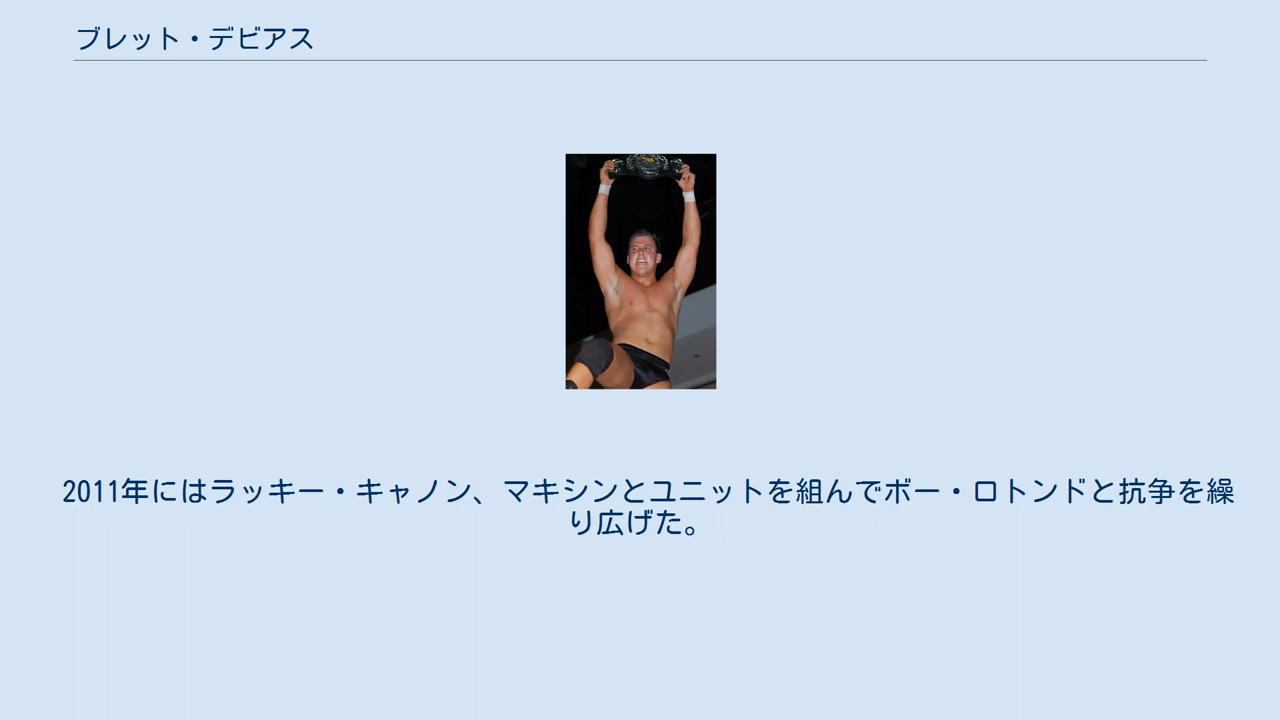 ブレット・デビアス
2011年にはラッキー・キャノン、マキシンとユニットを組んでボー・ロトンドと抗争を繰
り広げた。